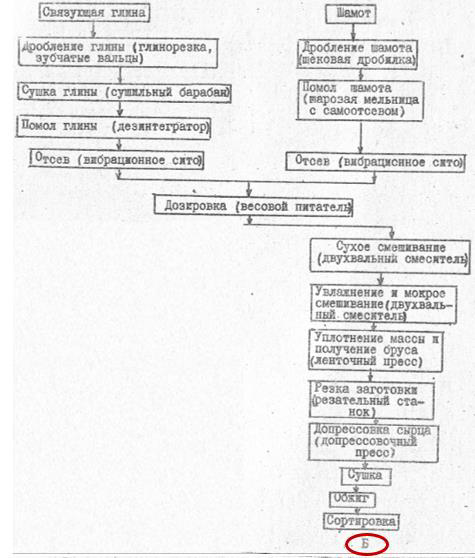 Связующая глина
Шамот
Дробление глины (глинорезка,
зубчатые вальцы)
Дробление шамота
(щековая дробилка)
Сушка глины (сушильный барабан)
Помол шамота
(шарозая мельница
с самоотсевом)
Помол глины (дезинтегратор)
Отсев (вибрационное сито)
Отсев (вибрационное сито)
Дозировка (весовой питатель)
Сухое смешивание
(двухвальный смеситель)
Увлажнение и мокрое
смешивание(двухваль-
ный смеситель)
Уплотнение массы и
получение бруса
(ленточный пресс)
Резка заготовки
(резательный ста-
нок)
Допрессовка сырца
(допрессовочный
пресс)
Сушка
Обжиг
Сортировка
Б